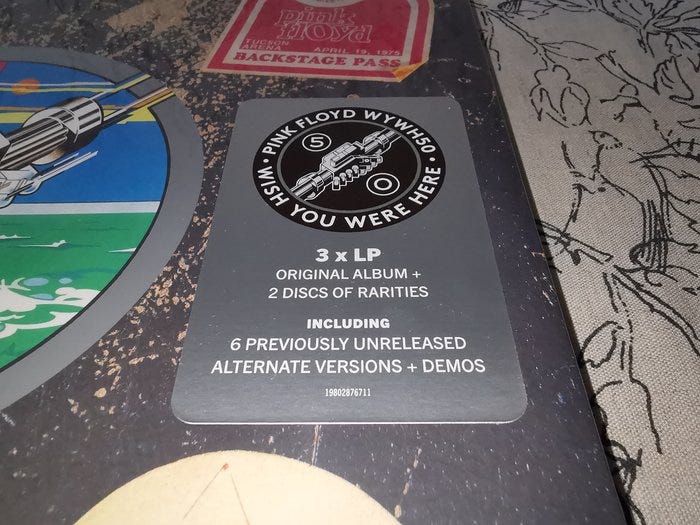 pink
floyd
TUCSON
ARENA APRIL 19, 1975
BACKSTAGE PASS
PINK FLOYD WYWH50
5
0
WISH YOU WERE HERE
3 x LP
ORIGINAL ALBUM +
2 DISCS OF RARITIES
INCLUDING
6 PREVIOUSLY UNRELEASED
ALTERNATE VERSIONS + DEMOS
19802876711